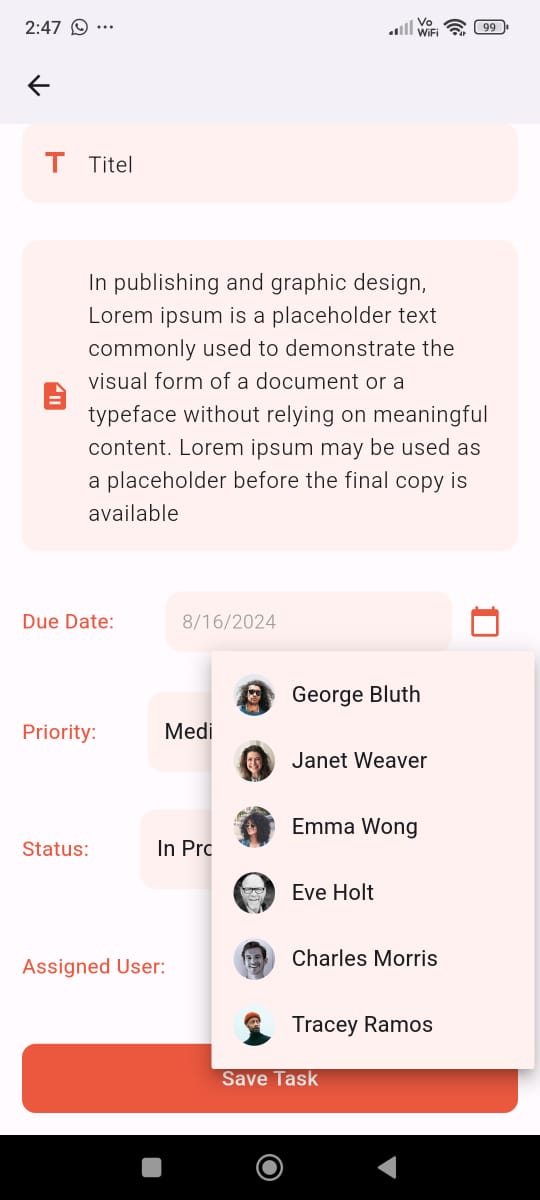 2:47
Vo
WiFi
99
Titel
In publishing and graphic design,
Lorem ipsum is a placeholder text
commonly used to demonstrate the
visual form of a document or a
typeface without relying on meaningful
content. Lorem ipsum may be used as
a placeholder before the final copy is
available
Due Date: 8/16/2024
George Bluth
Priority: Medi
Janet Weaver
Emma Wong
Status: In Pro
Eve Holt
Assigned User:
Charles Morris
Tracey Ramos
Save Task